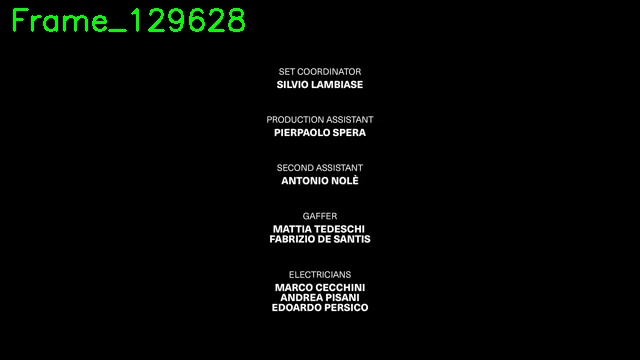 Frame_129628
SET COORDINATOR
SILVIO LAMBIASE
PRODUCTION ASSISTANT
PIERPAOLO SPERA
SECOND ASSISTANT
ANTONIO NOLÈ
GAFFER
MATTIA TEDESCHI
FABRIZIO DE SANTIS
ELECTRICIANS
MARCO CECCHINI
ANDREA PISANI
EDOARDO PERSICO